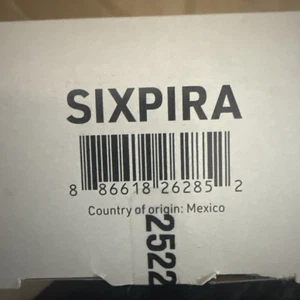 SIXPIRA
8 86618 26285 2
Country of origin: Mexico
2522